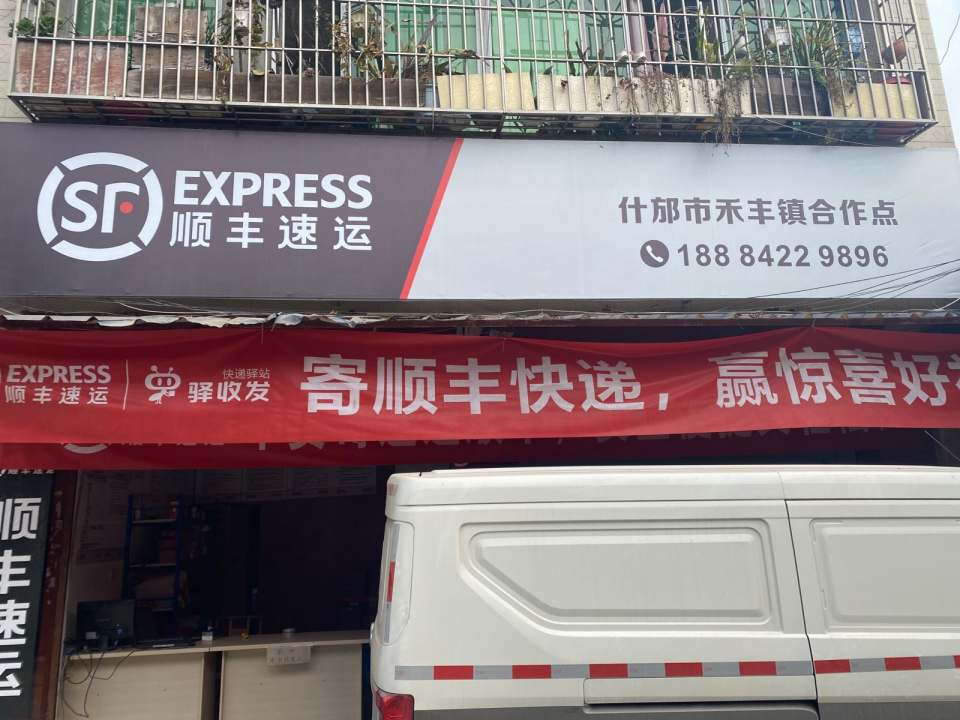 SF EXPRESS
顺丰速运
什邡市禾丰镇合作点
188 8422 9896
EXPRESS
顺丰速运
快递驿站
驿收发
寄顺丰快递，赢惊喜好
顺丰速运